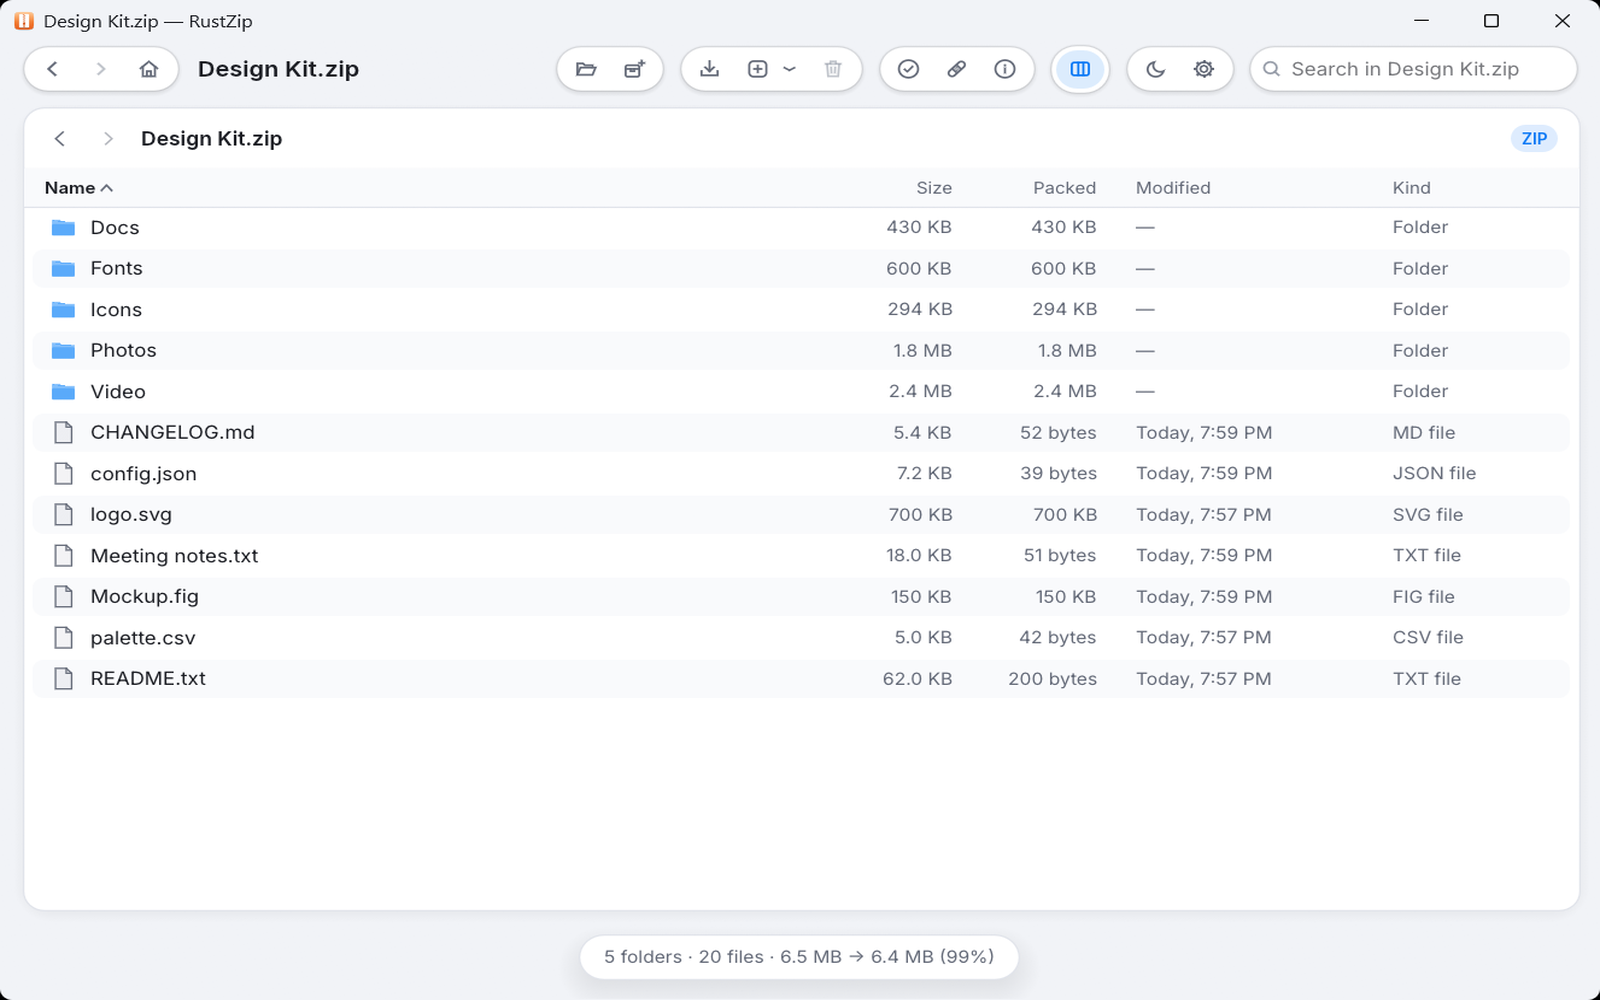 Design Kit.zip — RustZip
Design Kit.zip
Search in Design Kit.zip
Design Kit.zip
ZIP
Name Size Packed Modified Kind
Docs 430 KB 430 KB — Folder
Fonts 600 KB 600 KB — Folder
Icons 294 KB 294 KB — Folder
Photos 1.8 MB 1.8 MB — Folder
Video 2.4 MB 2.4 MB — Folder
CHANGELOG.md 5.4 KB 52 bytes Today, 7:59 PM MD file
config.json 7.2 KB 39 bytes Today, 7:59 PM JSON file
logo.svg 700 KB 700 KB Today, 7:57 PM SVG file
Meeting notes.txt 18.0 KB 51 bytes Today, 7:59 PM TXT file
Mockup.fig 150 KB 150 KB Today, 7:59 PM FIG file
palette.csv 5.0 KB 42 bytes Today, 7:57 PM CSV file
README.txt 62.0 KB 200 bytes Today, 7:57 PM TXT file
5 folders · 20 files · 6.5 MB → 6.4 MB (99%)